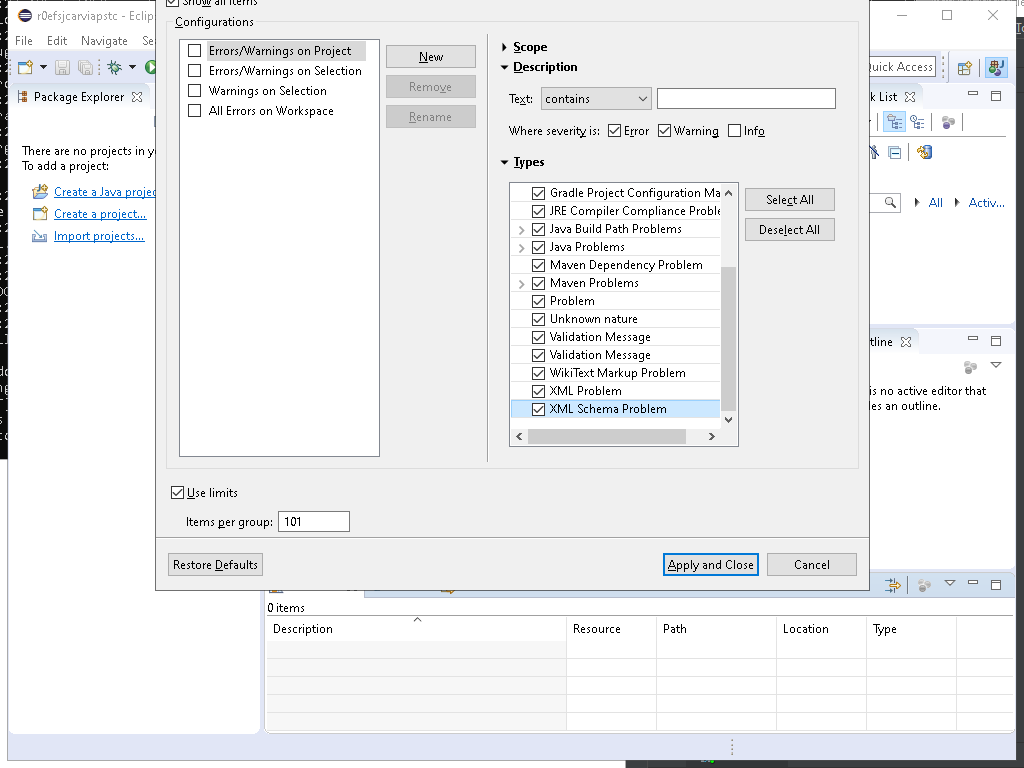 r0efsjcarviapstc - Eclip
Show all items
File Edit Navigate Se
Configurations
Errors/Warnings on Project
Errors/Warnings on Selection
Warnings on Selection
All Errors on Workspace
New
Remove
Rename
Scope
Description
Text: contains
Where severity is: Error Warning Info
Types
Gradle Project Configuration Ma
JRE Compiler Compliance Proble
Java Build Path Problems
Java Problems
Maven Dependency Problem
Maven Problems
Problem
Unknown nature
Validation Message
Validation Message
WikiText Markup Problem
XML Problem
XML Schema Problem
Select All
Deselect All
Use limits
Items per group: 101
Restore Defaults
Apply and Close
Cancel
Package Explorer
There are no projects in y
To add a project:
Create a Java projec
Create a project...
Import projects...
uick Access
k List
All Activ...
tline
is no active editor that
es an outline.
0 items
Description Resource Path Location Type